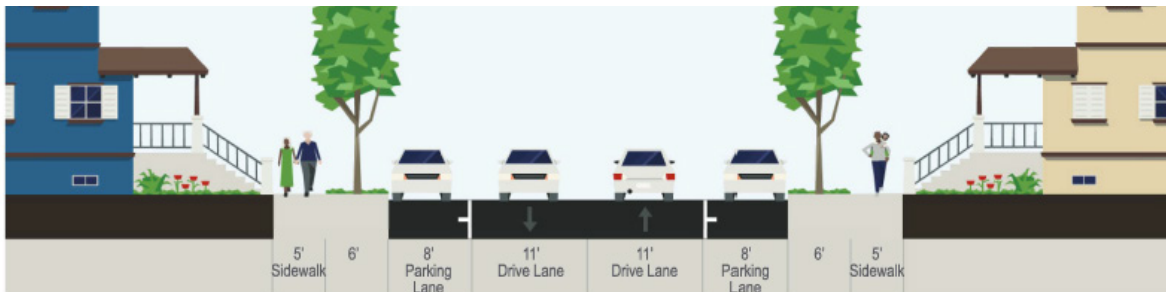 5'
Sidewalk
6'
8'
Parking
Lane
11'
Drive Lane
11'
Drive Lane
8'
Parking
Lane
6'
5'
Sidewalk